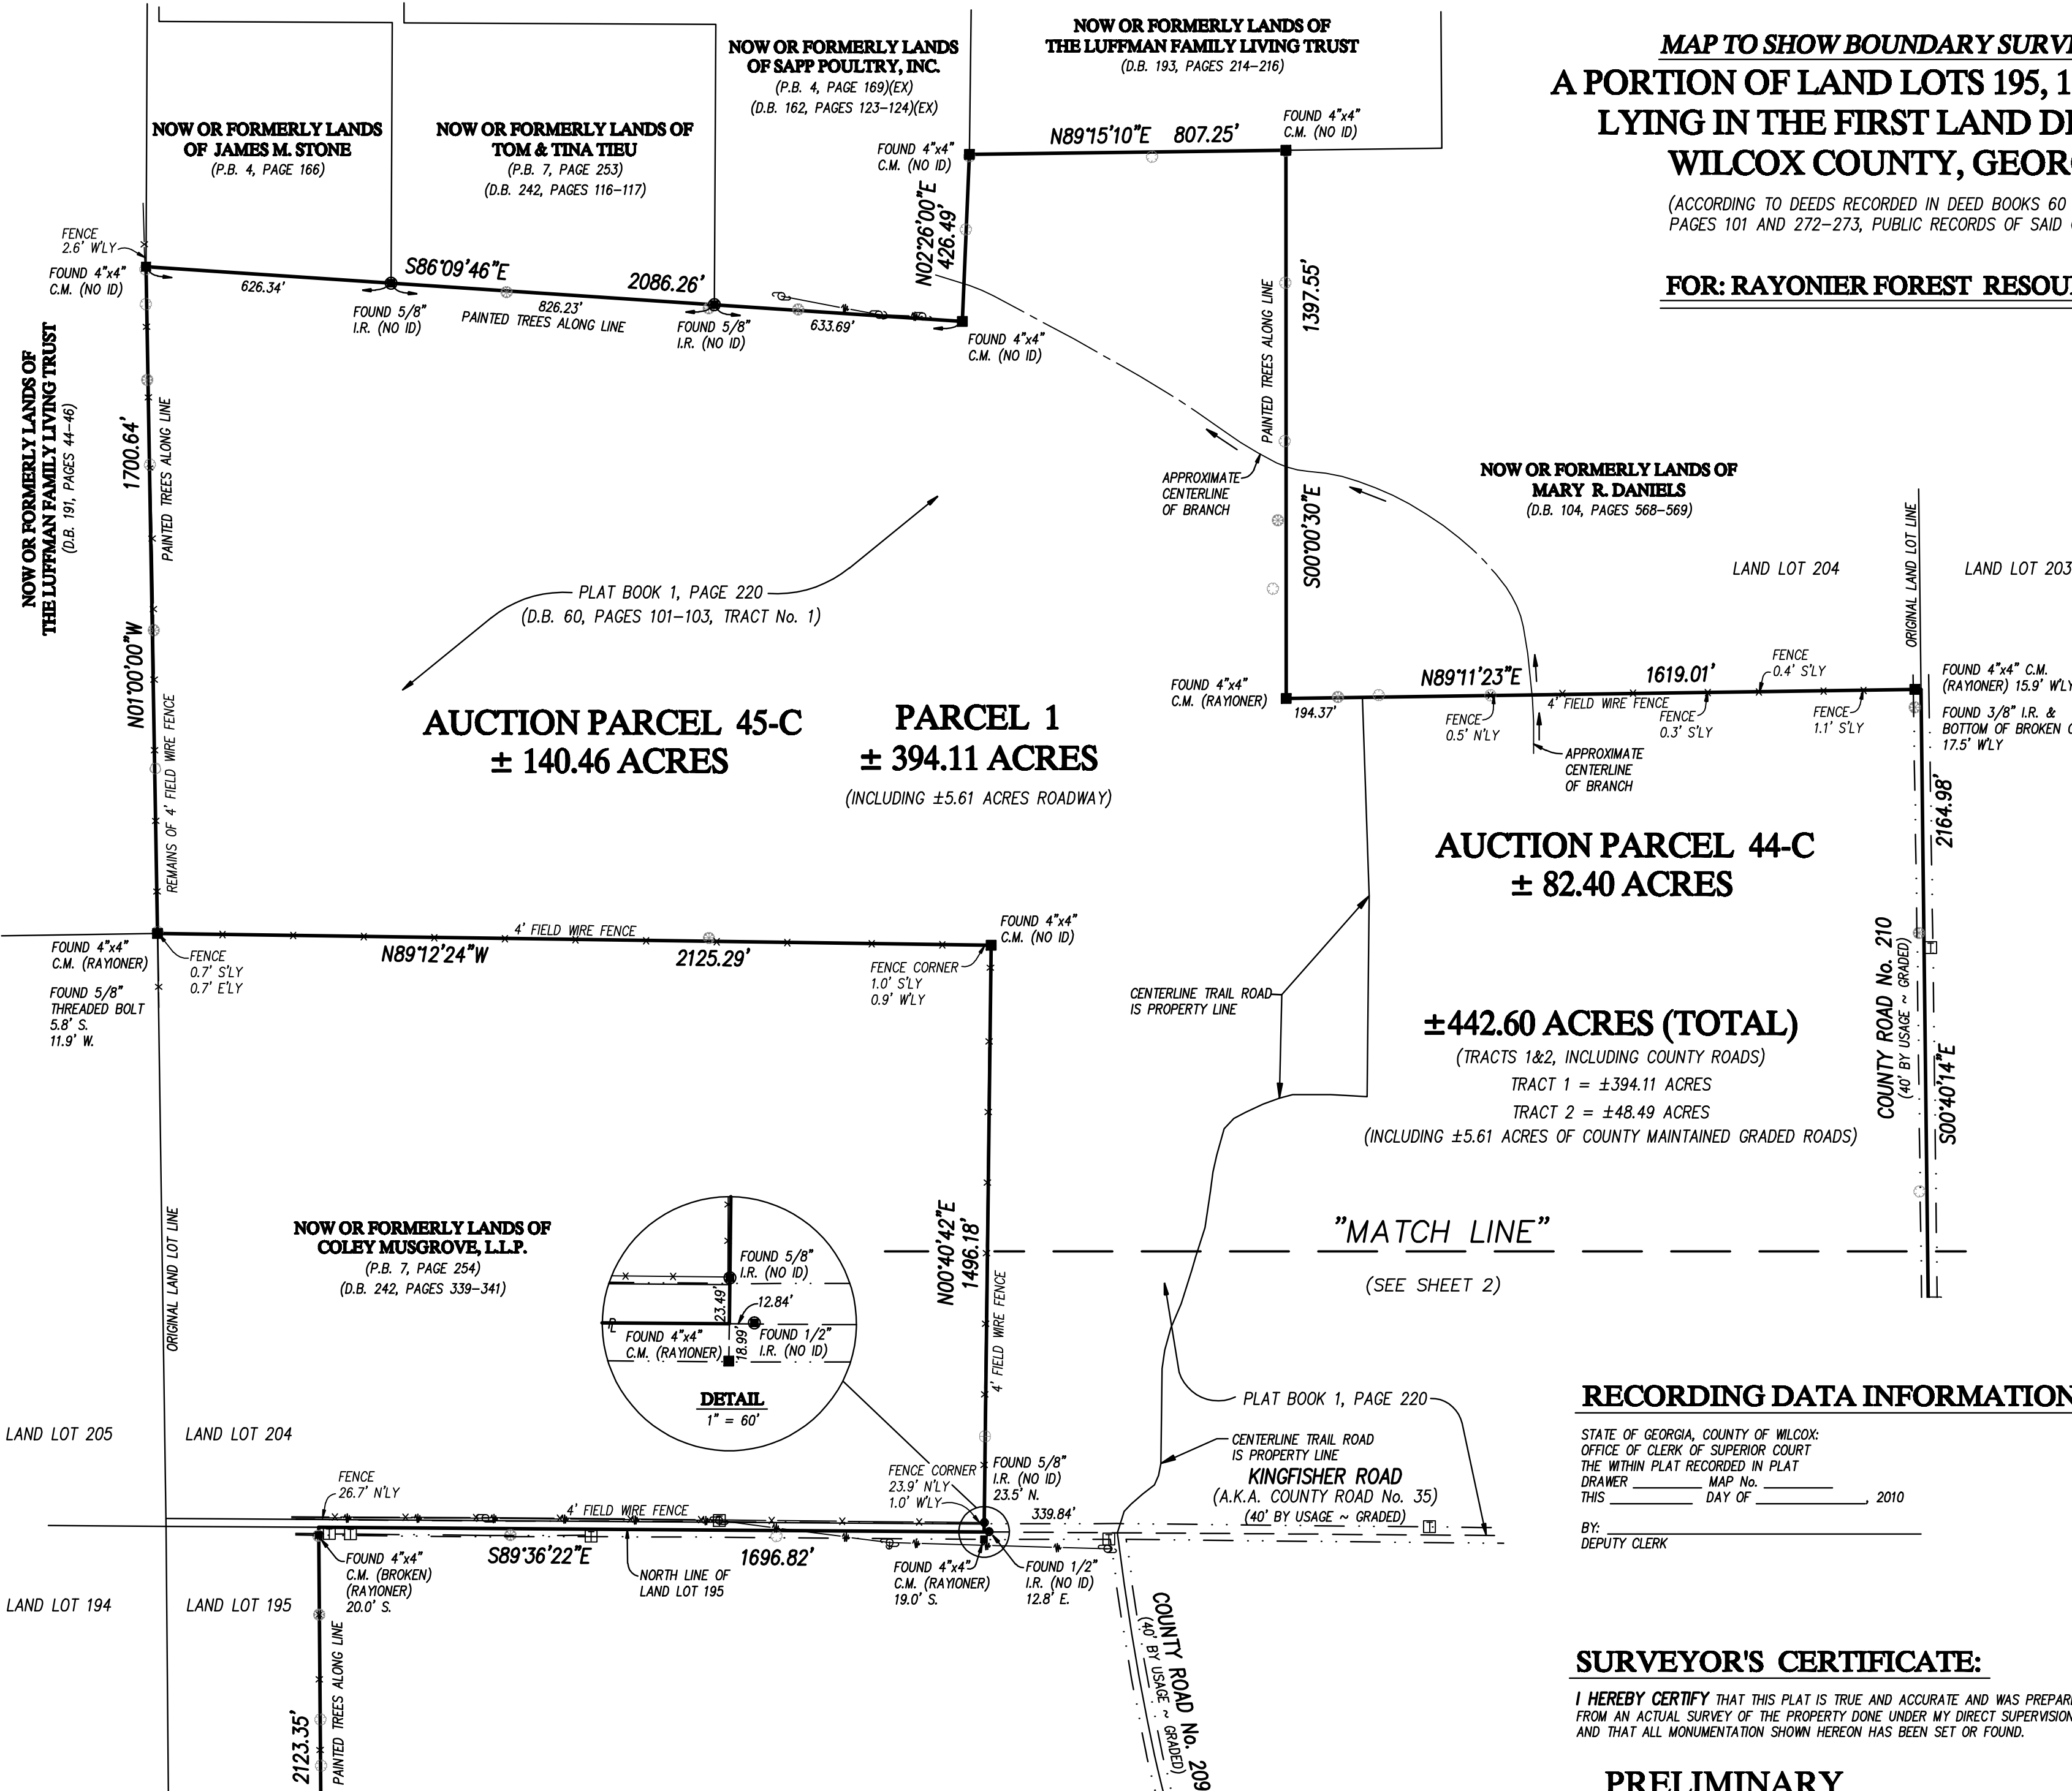 NOW OR FORMERLY LANDS OF
THE LUFFMAN FAMILY LIVING TRUST
(D.B. 193, PAGES 214-216)
MAP TO SHOW BOUNDARY
A PORTION OF LAND LOTS 195,
LYING IN THE FIRST LAND
WILCOX COUNTY,
(ACCORDING TO DEEDS RECORDED IN DEED BOOKS 60
PAGES 101 AND 272-273, PUBLIC RECORDS OF SAID
FOR: RAYONIER FOREST
NOW OR FORMERLY LANDS
OF SAPP POULTRY, INC.
(P.B. 4, PAGE 169)(EX)
(D.B. 162, PAGES 123-124)(EX)
NOW OR FORMERLY LANDS
OF JAMES M. STONE
(P.B. 4, PAGE 166)
NOW OR FORMERLY LANDS OF
TOM & TINA TIEU
(P.B. 7, PAGE 253)
(D.B. 242, PAGES 116-117)
FOUND 4"x4"
C.M. (NO ID)
N89°15'10"E 807.25'
FOUND 4"x4"
C.M. (NO ID)
N02°26'00"E
426.49'
FENCE
2.6' W'LY
FOUND 4"x4"
C.M. (NO ID)
S86°09'46"E
2086.26'
626.34'
FOUND 5/8"
I.R. (NO ID)
826.23'
PAINTED TREES ALONG LINE
FOUND 5/8"
I.R. (NO ID)
633.69'
FOUND 4"x4"
C.M. (NO ID)
PAINTED TREES ALONG LINE
1397.55'
S00°00'30"E
NOW OR FORMERLY LANDS OF
THE LUFFMAN FAMILY LIVING TRUST
(D.B. 191, PAGES 44-46)
1700.64'
N01°00'00"W
PAINTED TREES ALONG LINE
REMAINS OF 4' FIELD WIRE FENCE
APPROXIMATE
CENTERLINE
OF BRANCH
NOW OR FORMERLY LANDS OF
MARY R. DANIELS
(D.B. 104, PAGES 568-569)
ORIGINAL LAND LOT LINE
LAND LOT 204
LAND LOT 203
PLAT BOOK 1, PAGE 220
(D.B. 60, PAGES 101-103, TRACT No. 1)
FOUND 4"x4"
C.M. (RAYIONER)
N89°11'23"E
1619.01'
194.37'
FENCE
0.4' S'LY
4' FIELD WIRE FENCE
FENCE
0.5' N'LY
FENCE
0.3' S'LY
FENCE
1.1' S'LY
FOUND 4"x4" C.M.
(RAYIONER) 15.9' W'LY
FOUND 3/8" I.R. &
BOTTOM OF BROKEN
17.5' W'LY
APPROXIMATE
CENTERLINE
OF BRANCH
AUCTION PARCEL 45-C
± 140.46 ACRES
PARCEL 1
± 394.11 ACRES
(INCLUDING ±5.61 ACRES ROADWAY)
AUCTION PARCEL 44-C
± 82.40 ACRES
2164.98'
S00°40'14"E
COUNTY ROAD No. 210
(40' BY USAGE ~ GRADED)
4' FIELD WIRE FENCE
N89°12'24"W
2125.29'
FOUND 4"x4"
C.M. (NO ID)
FOUND 4"x4"
C.M. (RAYIONER)
FOUND 5/8"
THREADED BOLT
5.8' S.
11.9' W.
FENCE
0.7' S'LY
0.7' E'LY
FENCE CORNER
1.0' S'LY
0.9' W'LY
CENTERLINE TRAIL ROAD
IS PROPERTY LINE
±442.60 ACRES (TOTAL)
(TRACTS 1&2, INCLUDING COUNTY ROADS)
TRACT 1 = ±394.11 ACRES
TRACT 2 = ±48.49 ACRES
(INCLUDING ±5.61 ACRES OF COUNTY MAINTAINED GRADED ROADS)
ORIGINAL LAND LOT LINE
NOW OR FORMERLY LANDS OF
COLEY MUSGROVE, L.L.P.
(P.B. 7, PAGE 254)
(D.B. 242, PAGES 339-341)
FOUND 5/8"
I.R. (NO ID)
23.49'
12.84'
FOUND 4"x4"
C.M. (RAYIONER)
18.99'
FOUND 1/2"
I.R. (NO ID)
DETAIL
1" = 60'
N00°40'42"E
1496.18'
4' FIELD WIRE FENCE
"MATCH LINE"
(SEE SHEET 2)
PLAT BOOK 1, PAGE 220
CENTERLINE TRAIL ROAD
IS PROPERTY LINE
KINGFISHER ROAD
(A.K.A. COUNTY ROAD No. 35)
(40' BY USAGE ~ GRADED)
RECORDING DATA INFORMATION
STATE OF GEORGIA, COUNTY OF WILCOX:
OFFICE OF CLERK OF SUPERIOR COURT
THE WITHIN PLAT RECORDED IN PLAT
DRAWER MAP No.
THIS DAY OF , 2010
BY:
DEPUTY CLERK
LAND LOT 205
LAND LOT 204
FENCE
26.7' N'LY
4' FIELD WIRE FENCE
FENCE CORNER
23.9' N'LY
1.0' W'LY
FOUND 5/8"
I.R. (NO ID)
23.5' N.
339.84'
S89°36'22"E
1696.82'
FOUND 4"x4"
C.M. (BROKEN)
(RAYIONER)
20.0' S.
NORTH LINE OF
LAND LOT 195
FOUND 4"x4"
C.M. (RAYIONER)
19.0' S.
FOUND 1/2"
I.R. (NO ID)
12.8' E.
LAND LOT 194
LAND LOT 195
2123.35'
PAINTED TREES ALONG LINE
COUNTY ROAD No. 209
(40' BY USAGE ~ GRADED)
SURVEYOR'S CERTIFICATE:
I HEREBY CERTIFY THAT THIS PLAT IS TRUE AND ACCURATE AND WAS
FROM AN ACTUAL SURVEY OF THE PROPERTY DONE UNDER MY DIRECT SUPERVISION
AND THAT ALL MONUMENTATION SHOWN HEREON HAS BEEN SET OR FOUND.
PRELIMINARY